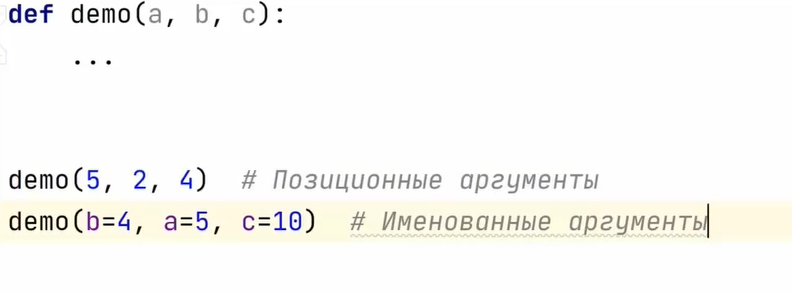 def demo(a, b, c):
    ...
demo(5, 2, 4)  # Позиционные аргументы
demo(b=4, a=5, c=10)  # Именованные аргументы